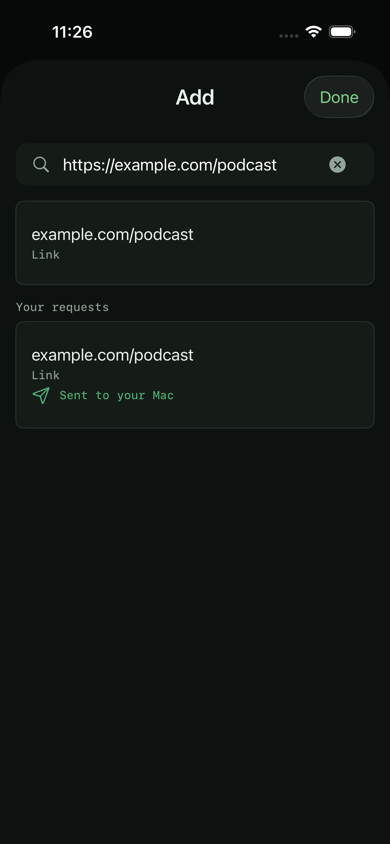 11:26
Add
Done
https://example.com/podcast
example.com/podcast
Link
Your requests
example.com/podcast
Link
Sent to your Mac